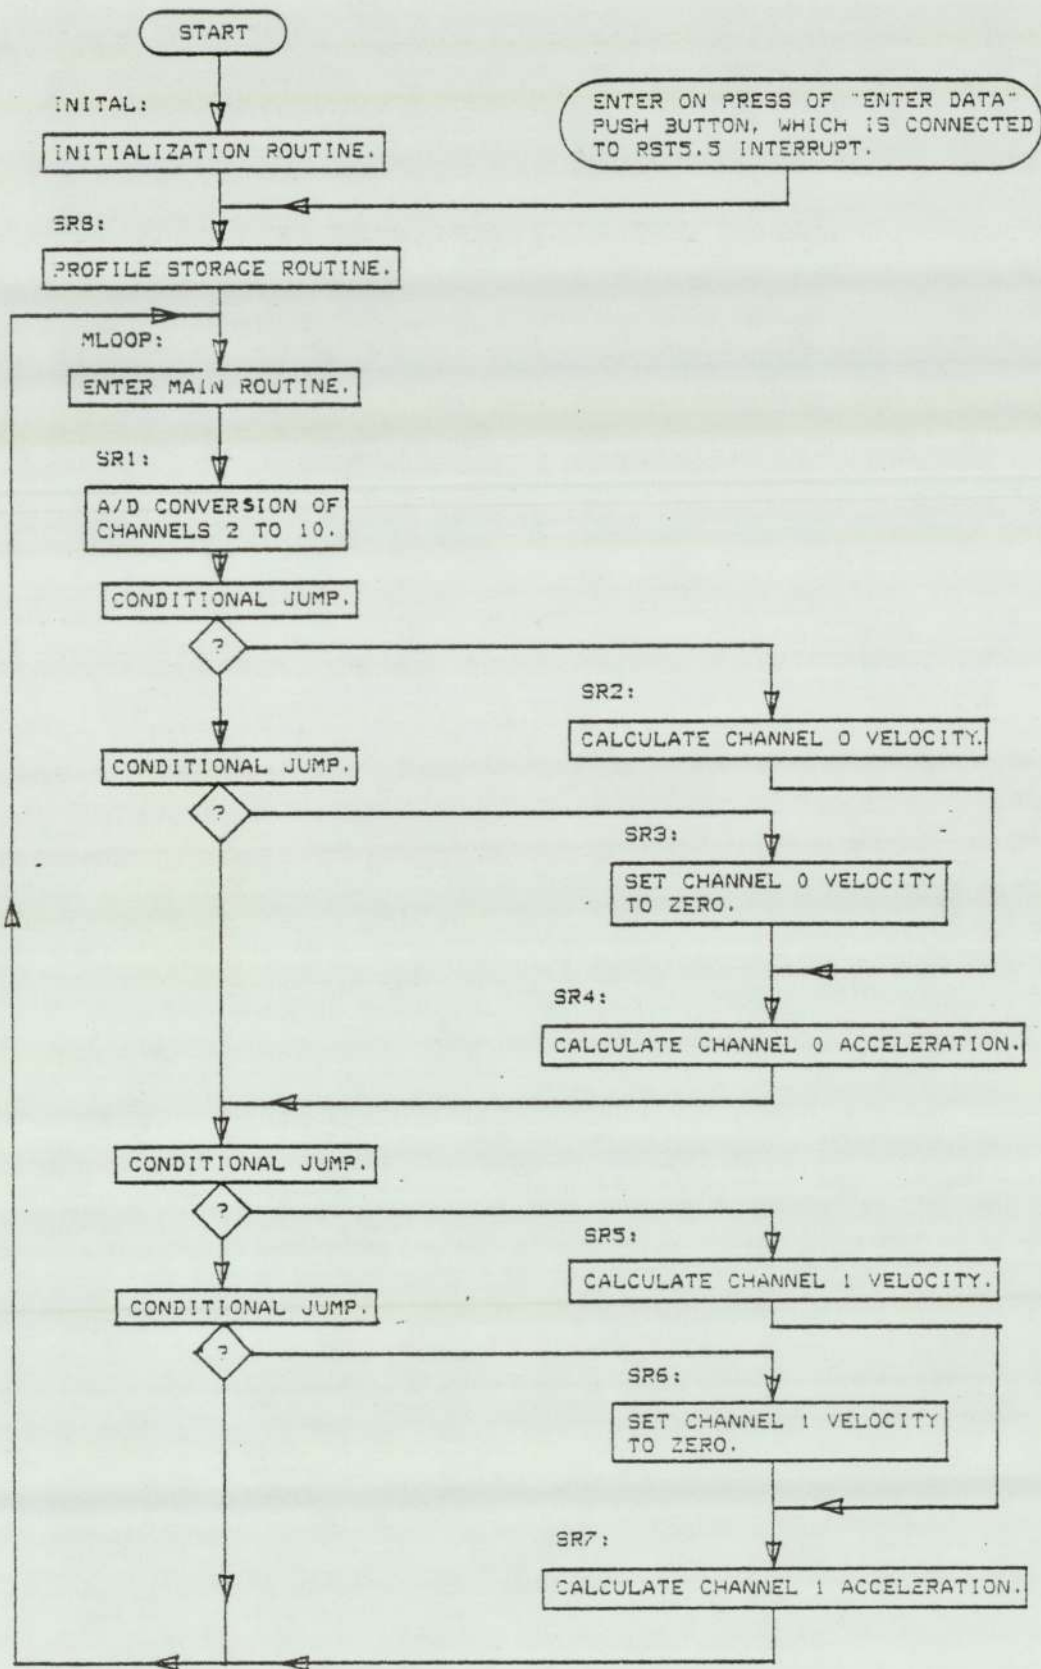 START
INITAL:
INITIALIZATION ROUTINE.
ENTER ON PRESS OF "ENTER DATA"
PUSH BUTTON, WHICH IS CONNECTED
TO RST5.5 INTERRUPT.
SR8:
PROFILE STORAGE ROUTINE.
MLOOP:
ENTER MAIN ROUTINE.
SR1:
A/D CONVERSION OF
CHANNELS 2 TO 10.
CONDITIONAL JUMP.
?
SR2:
CALCULATE CHANNEL 0 VELOCITY.
CONDITIONAL JUMP.
?
SR3:
SET CHANNEL 0 VELOCITY
TO ZERO.
SR4:
CALCULATE CHANNEL 0 ACCELERATION.
CONDITIONAL JUMP.
?
SR5:
CALCULATE CHANNEL 1 VELOCITY.
CONDITIONAL JUMP.
?
SR6:
SET CHANNEL 1 VELOCITY
TO ZERO.
SR7:
CALCULATE CHANNEL 1 ACCELERATION.